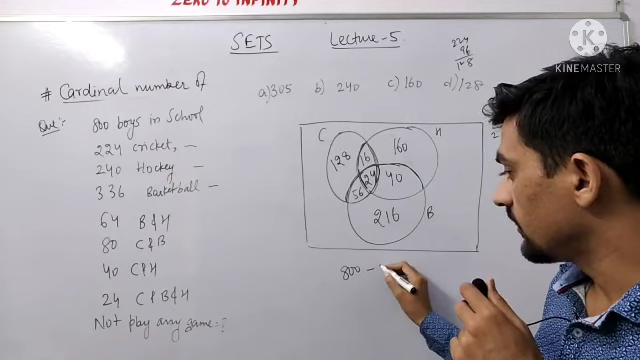 ZERO TO INFINITY
SETS Lecture-5
KINEMASTER
224
96
128
# Cardinal number of
a) 305 b) 240 c) 160 d) 128
Que:- 800 boys in School
224 Cricket, -
240 Hockey -
336 Basketball -
64 B & H
80 C & B
40 C & H
24 C & B & H
Not play any game = ?
C H
128 16 160
24 40
56
216 B
800 -
2